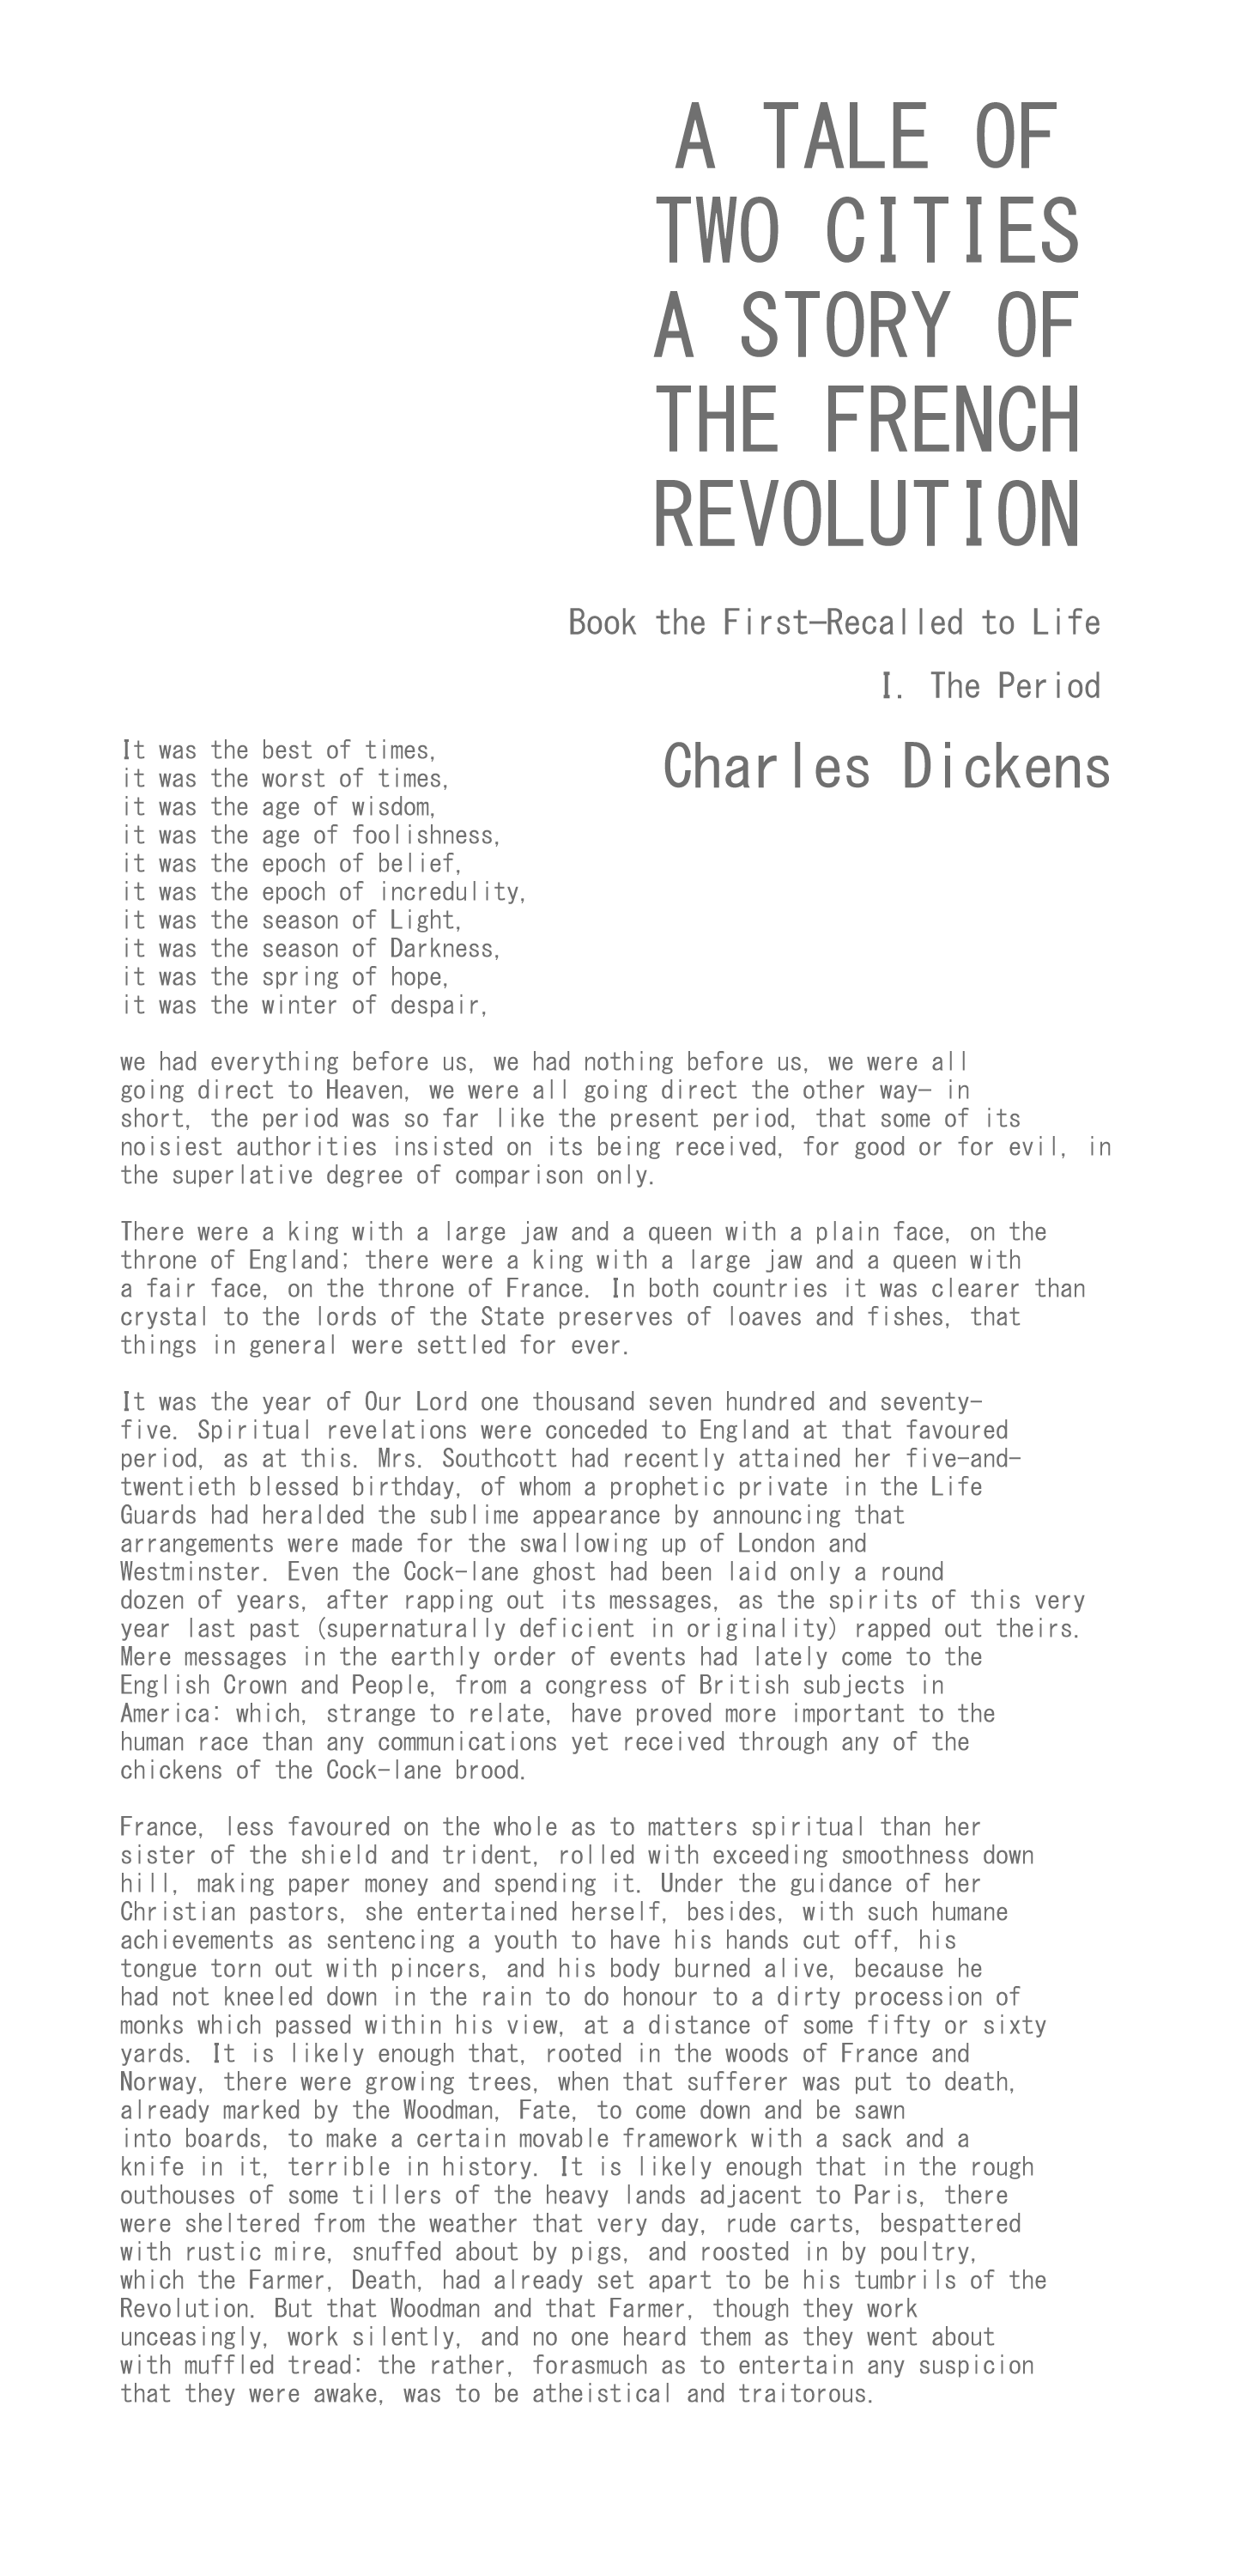 A TALE OF
TWO CITIES
A STORY OF
THE FRENCH
REVOLUTION
Book the First—Recalled to Life
I. The Period
Charles Dickens
It was the best of times,
it was the worst of times,
it was the age of wisdom,
it was the age of foolishness,
it was the epoch of belief,
it was the epoch of incredulity,
it was the season of Light,
it was the season of Darkness,
it was the spring of hope,
it was the winter of despair,
we had everything before us, we had nothing before us, we were all
going direct to Heaven, we were all going direct the other way— in
short, the period was so far like the present period, that some of its
noisiest authorities insisted on its being received, for good or for evil, in
the superlative degree of comparison only.
There were a king with a large jaw and a queen with a plain face, on the
throne of England; there were a king with a large jaw and a queen with
a fair face, on the throne of France. In both countries it was clearer than
crystal to the lords of the State preserves of loaves and fishes, that
things in general were settled for ever.
It was the year of Our Lord one thousand seven hundred and seventy-
five. Spiritual revelations were conceded to England at that favoured
period, as at this. Mrs. Southcott had recently attained her five-and-
twentieth blessed birthday, of whom a prophetic private in the Life
Guards had heralded the sublime appearance by announcing that
arrangements were made for the swallowing up of London and
Westminster. Even the Cock-lane ghost had been laid only a round
dozen of years, after rapping out its messages, as the spirits of this very
year last past (supernaturally deficient in originality) rapped out theirs.
Mere messages in the earthly order of events had lately come to the
English Crown and People, from a congress of British subjects in
America: which, strange to relate, have proved more important to the
human race than any communications yet received through any of the
chickens of the Cock-lane brood.
France, less favoured on the whole as to matters spiritual than her
sister of the shield and trident, rolled with exceeding smoothness down
hill, making paper money and spending it. Under the guidance of her
Christian pastors, she entertained herself, besides, with such humane
achievements as sentencing a youth to have his hands cut off, his
tongue torn out with pincers, and his body burned alive, because he
had not kneeled down in the rain to do honour to a dirty procession of
monks which passed within his view, at a distance of some fifty or sixty
yards. It is likely enough that, rooted in the woods of France and
Norway, there were growing trees, when that sufferer was put to death,
already marked by the Woodman, Fate, to come down and be sawn
into boards, to make a certain movable framework with a sack and a
knife in it, terrible in history. It is likely enough that in the rough
outhouses of some tillers of the heavy lands adjacent to Paris, there
were sheltered from the weather that very day, rude carts, bespattered
with rustic mire, snuffed about by pigs, and roosted in by poultry,
which the Farmer, Death, had already set apart to be his tumbrils of the
Revolution. But that Woodman and that Farmer, though they work
unceasingly, work silently, and no one heard them as they went about
with muffled tread: the rather, forasmuch as to entertain any suspicion
that they were awake, was to be atheistical and traitorous.